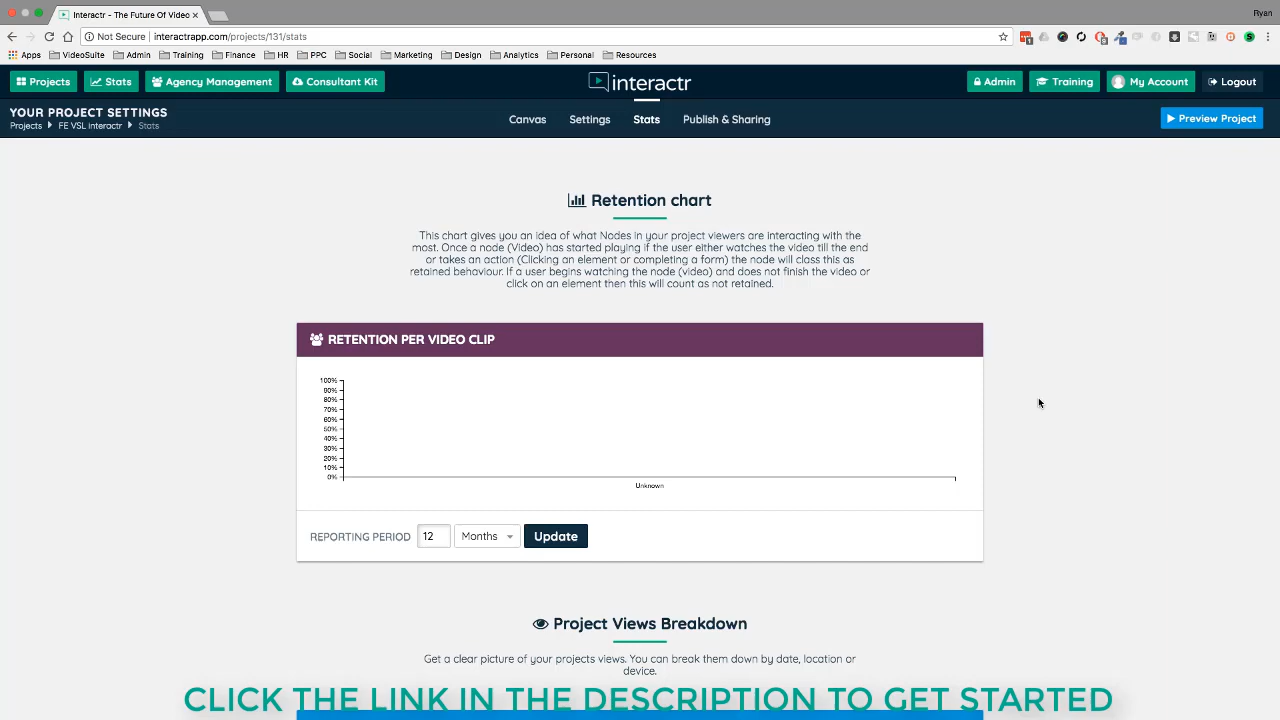 Interactr - The Future Of Video
Ryan
Not Secure | interactrapp.com/projects/131/stats
Apps VideoSuite Admin Training Finance HR PPC Social Marketing Design Analytics Personal Resources
Projects Stats Agency Management Consultant Kit interactr Admin Training My Account Logout
YOUR PROJECT SETTINGS
Projects FE VSL interactr Stats
Canvas Settings Stats Publish & Sharing
Preview Project
Retention chart
This chart gives you an idea of what Nodes in your project viewers are interacting with the
most. Once a node (Video) has started playing if the user either watches the video till the end
or takes an action (Clicking an element or completing a form) the node will class this as
retained behaviour. If a user begins watching the node (video) and does not finish the video or
click on an element then this will count as not retained.
RETENTION PER VIDEO CLIP
100%
90%
80%
70%
60%
50%
40%
30%
20%
10%
0%
Unknown
REPORTING PERIOD 12 Months Update
Project Views Breakdown
Get a clear picture of your projects views. You can break them down by date, location or
device.
CLICK THE LINK IN THE DESCRIPTION TO GET STARTED